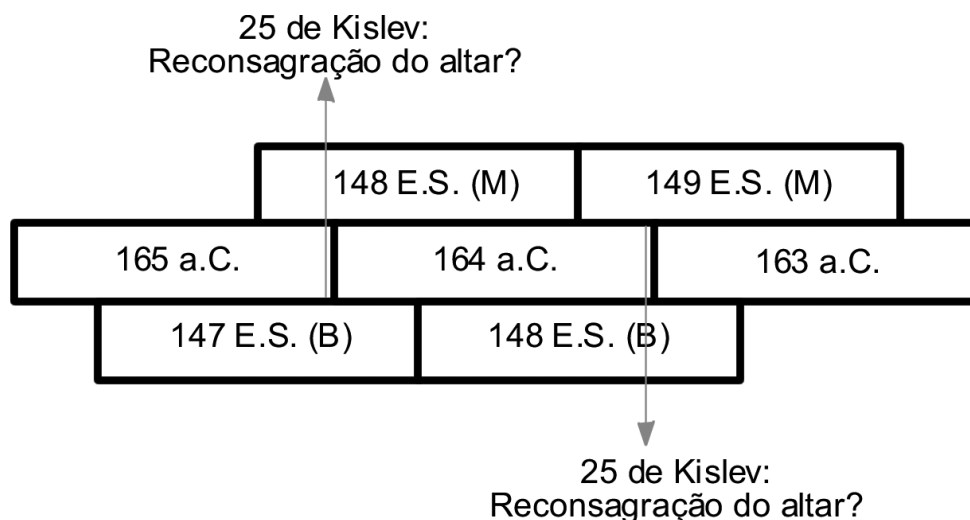 25 de Kislev:
Reconsagração do altar?
148 E.S. (M) 149 E.S. (M)
165 a.C. 164 a.C. 163 a.C.
147 E.S. (B) 148 E.S. (B)
25 de Kislev:
Reconsagração do altar?